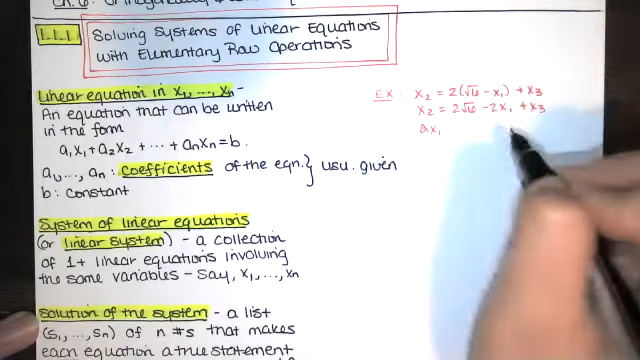 1.1.1 Solving Systems of Linear Equations
with Elementary Row Operations
Linear equation in x₁, ..., xₙ -
An equation that can be written
in the form
a₁x₁ + a₂x₂ + ... + aₙxₙ = b.
a₁, ..., aₙ : coefficients of the eqn. } usu. given
b: constant
EX: x₂ = 2(√6 - x₁) + x₃
x₂ = 2√6 - 2x₁ + x₃
2x₁
System of linear equations
(or linear system) - a collection
of 1+ linear equations involving
the same variables - say, x₁, ..., xₙ
Solution of the system - a list
(s₁, ..., sₙ) of n #s that makes
each equation a true statement